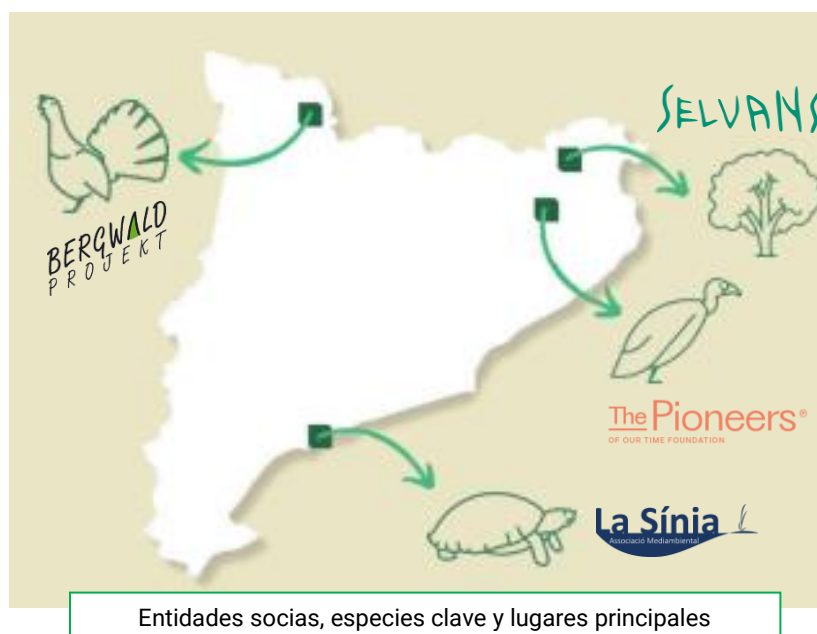 SELVANS
BERGWALD
PROJEKT
The Pioneers®
OF OUR TIME FOUNDATION
La Sínia
Associació Mediambiental
Entidades socias, especies clave y lugares principales